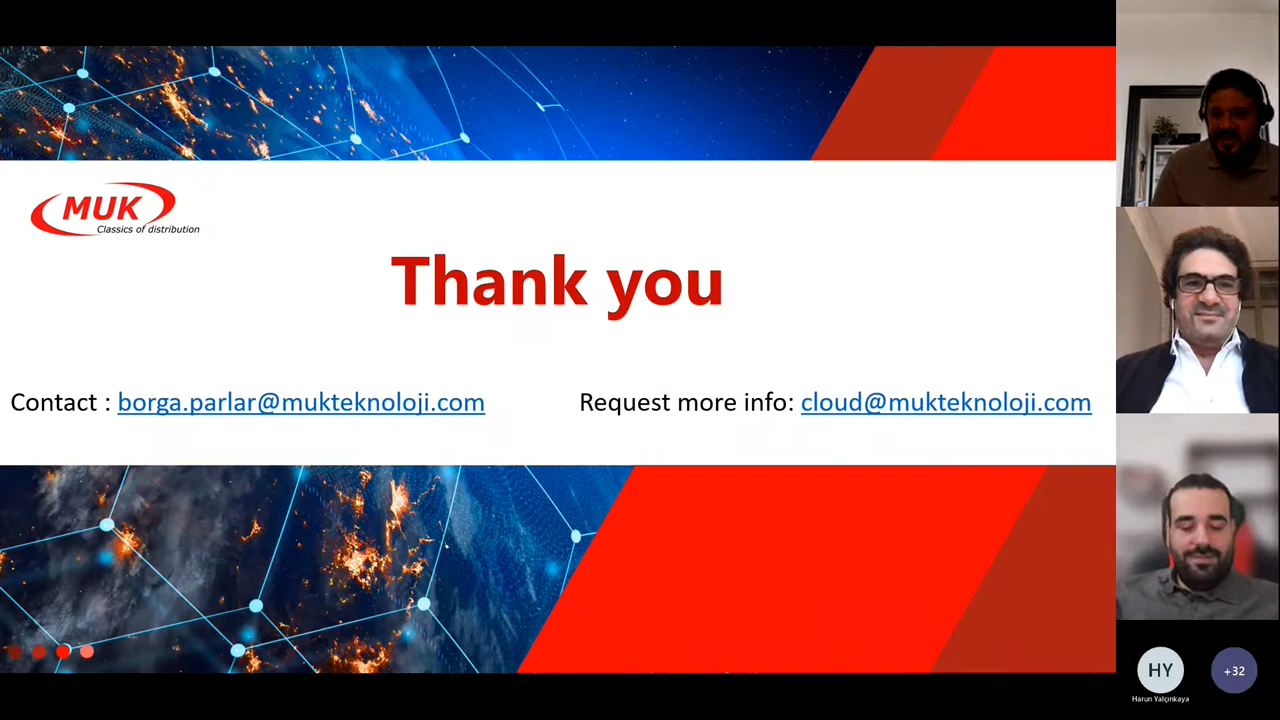 MUK
Classics of distribution
Thank you
Contact : borga.parlar@mukteknoloji.com
Request more info: cloud@mukteknoloji.com
HY
+32
Harun Yalçınkaya